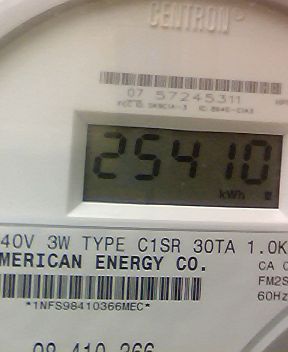 CENTRON
07 57245311
25410
kWh
40V 3W TYPE C1SR 30TA 1.0K
MERICAN ENERGY CO.
CA
FM2S
60Hz
*1NFS98410366MEC*